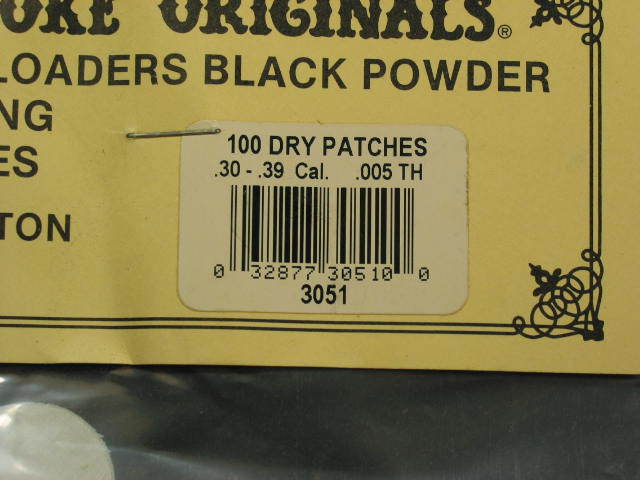 OKE ORIGINALS®
LOADERS BLACK POWDER
NG
ES
TON
100 DRY PATCHES
.30 - .39 Cal. .005 TH
0 32877 30510 0
3051